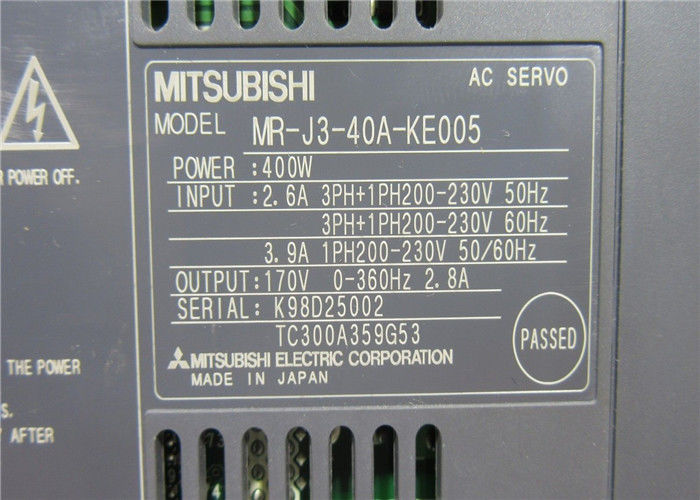 MITSUBISHI
AC SERVO
MODEL MR-J3-40A-KE005
POWER :400W
INPUT :2.6A 3PH+1PH200-230V 50Hz
3PH+1PH200-230V 60Hz
3.9A 1PH200-230V 50/60Hz
OUTPUT:170V 0-360Hz 2.8A
SERIAL: K98D25002
TC300A359G53
MITSUBISHI ELECTRIC CORPORATION
MADE IN JAPAN
PASSED
POWER OFF.
THE POWER
AFTER